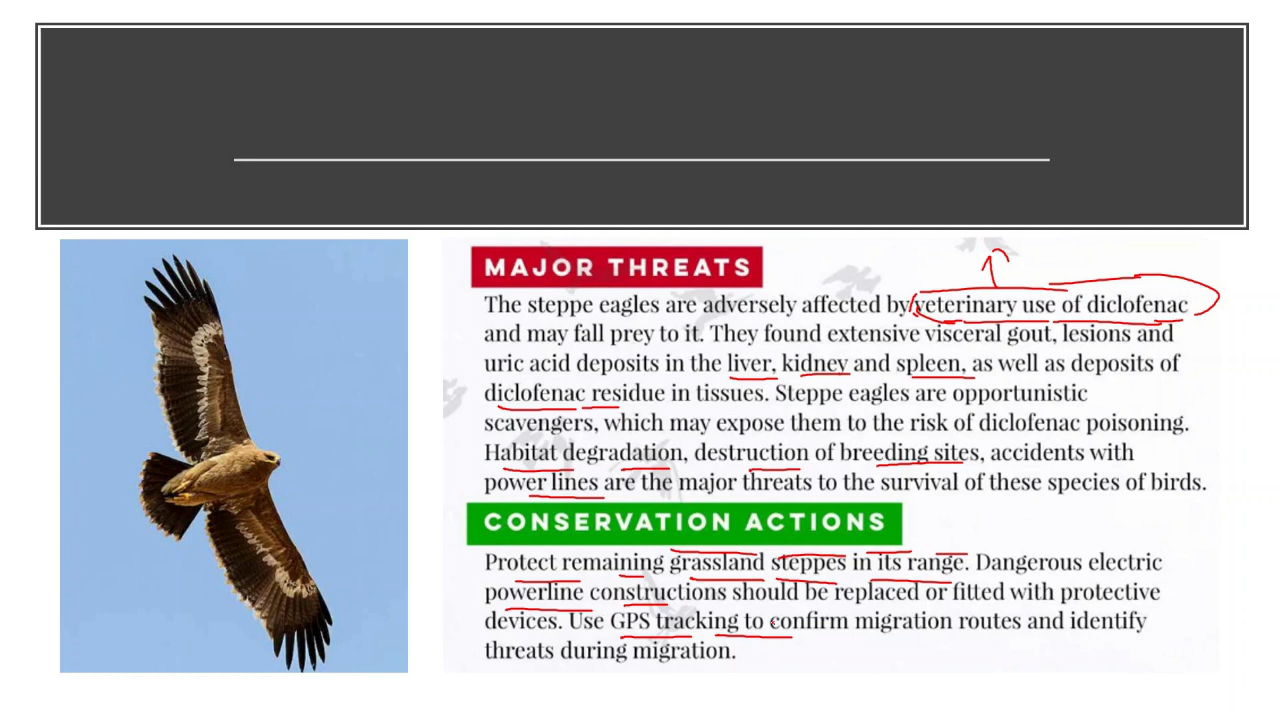 MAJOR THREATS
The steppe eagles are adversely affected by veterinary use of diclofenac
and may fall prey to it. They found extensive visceral gout, lesions and
uric acid deposits in the liver, kidney and spleen, as well as deposits of
diclofenac residue in tissues. Steppe eagles are opportunistic
scavengers, which may expose them to the risk of diclofenac poisoning.
Habitat degradation, destruction of breeding sites, accidents with
power lines are the major threats to the survival of these species of birds.
CONSERVATION ACTIONS
Protect remaining grassland steppes in its range. Dangerous electric
powerline constructions should be replaced or fitted with protective
devices. Use GPS tracking to confirm migration routes and identify
threats during migration.